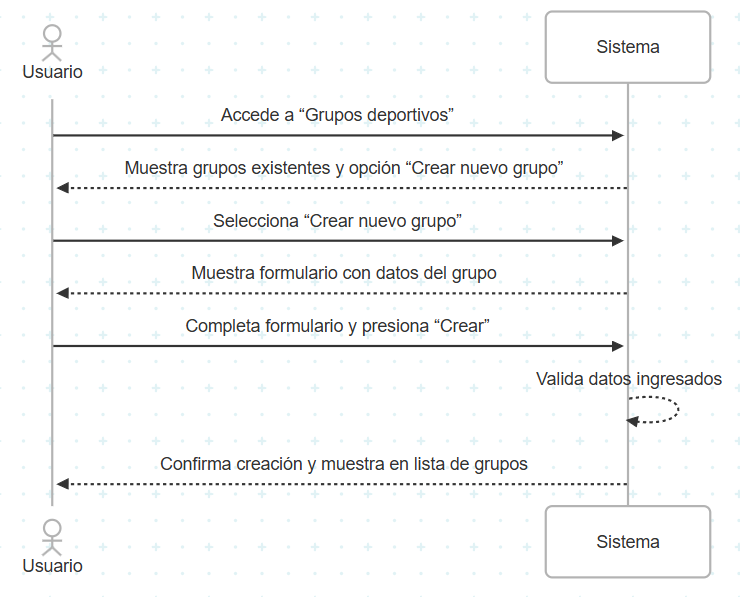 Usuario
Sistema
Accede a “Grupos deportivos”
Muestra grupos existentes y opción “Crear nuevo grupo”
Selecciona “Crear nuevo grupo”
Muestra formulario con datos del grupo
Completa formulario y presiona “Crear”
Valida datos ingresados
Confirma creación y muestra en lista de grupos
Usuario
Sistema